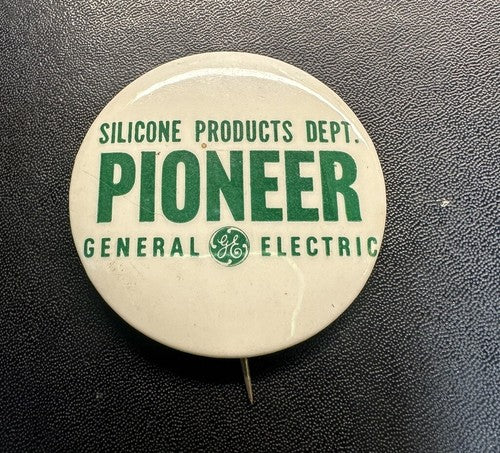 SILICONE PRODUCTS DEPT.
PIONEER
GENERAL GE ELECTRIC